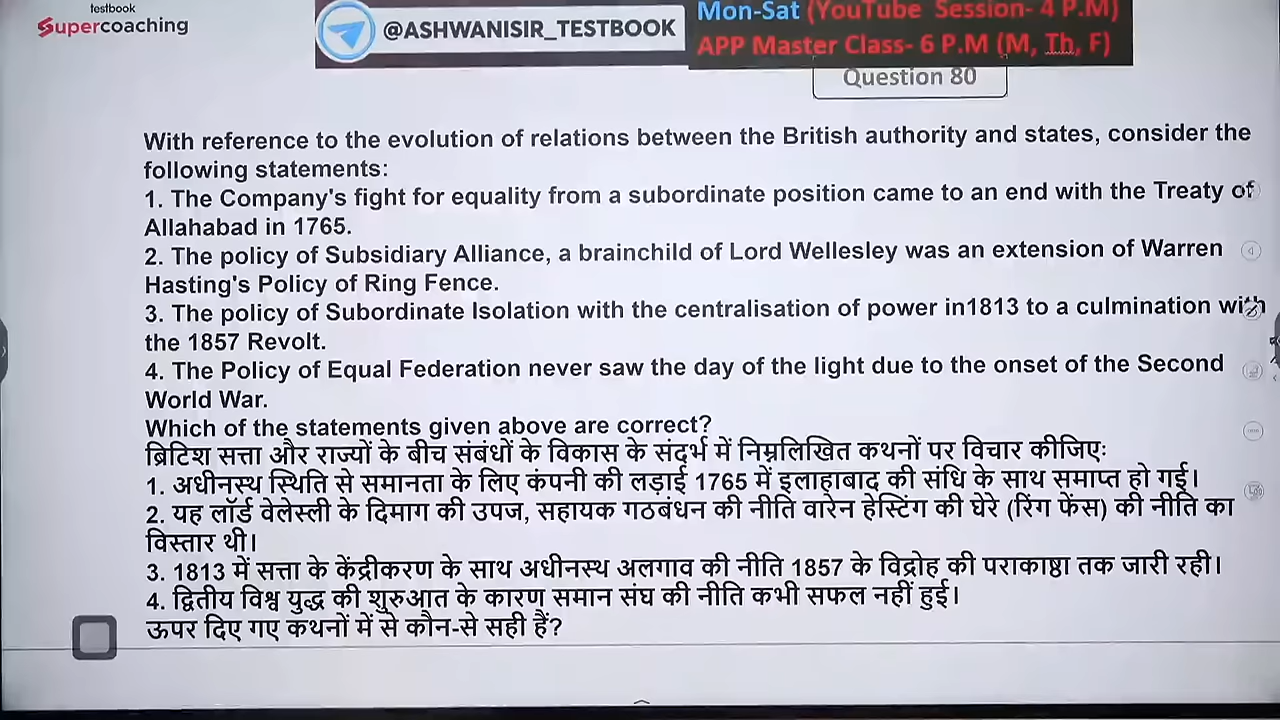 testbook
Supercoaching
@ASHWANISIR_TESTBOOK
Mon-Sat (YouTube Session- 4 P.M)
APP Master Class- 6 P.M (M, Th, F)
Question 80
With reference to the evolution of relations between the British authority and states, consider the
following statements:
1. The Company's fight for equality from a subordinate position came to an end with the Treaty of
Allahabad in 1765.
2. The policy of Subsidiary Alliance, a brainchild of Lord Wellesley was an extension of Warren
Hasting's Policy of Ring Fence.
3. The policy of Subordinate Isolation with the centralisation of power in1813 to a culmination with
the 1857 Revolt.
4. The Policy of Equal Federation never saw the day of the light due to the onset of the Second
World War.
Which of the statements given above are correct?
ब्रिटिश सत्ता और राज्यों के बीच संबंधों के विकास के संदर्भ में निम्नलिखित कथनों पर विचार कीजिए:
1. अधीनस्थ स्थिति से समानता के लिए कंपनी की लड़ाई 1765 में इलाहाबाद की संधि के साथ समाप्त हो गई।
2. यह लॉर्ड वेलेस्ली के दिमाग की उपज, सहायक गठबंधन की नीति वारेन हेस्टिंग की घेरे (रिंग फेंस) की नीति का
विस्तार थी।
3. 1813 में सत्ता के केंद्रीकरण के साथ अधीनस्थ अलगाव की नीति 1857 के विद्रोह की पराकाष्ठा तक जारी रही।
4. द्वितीय विश्व युद्ध की शुरुआत के कारण समान संघ की नीति कभी सफल नहीं हुई।
ऊपर दिए गए कथनों में से कौन-से सही हैं?